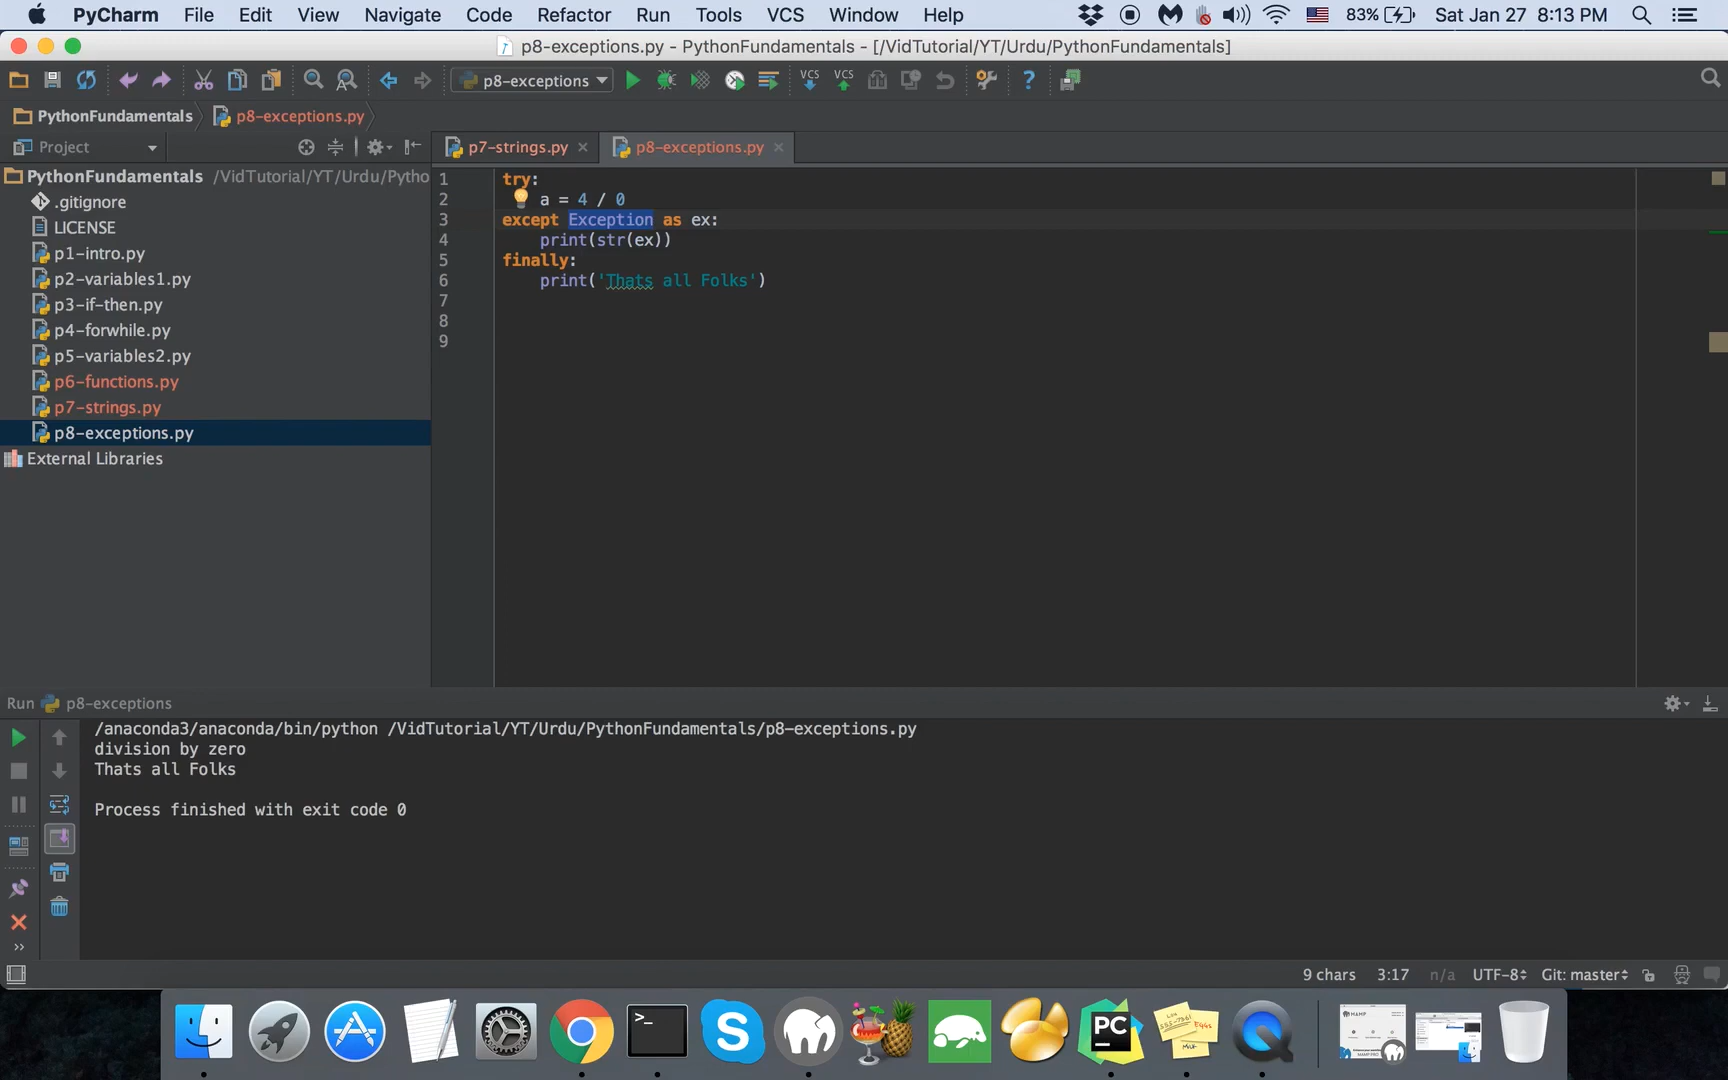 PyCharm File Edit View Navigate Code Refactor Run Tools VCS Window Help 83% Sat Jan 27 8:13 PM
p8-exceptions.py - PythonFundamentals - [/VidTutorial/YT/Urdu/PythonFundamentals]
p8-exceptions VCS VCS ?
PythonFundamentals p8-exceptions.py
Project p7-strings.py p8-exceptions.py
PythonFundamentals /VidTutorial/YT/Urdu/Pytho
.gitignore
LICENSE
p1-intro.py
p2-variables1.py
p3-if-then.py
p4-forwhile.py
p5-variables2.py
p6-functions.py
p7-strings.py
p8-exceptions.py
External Libraries
1 try:
2 a = 4 / 0
3 except Exception as ex:
4 print(str(ex))
5 finally:
6 print('Thats all Folks')
7
8
9
Run p8-exceptions
/anaconda3/anaconda/bin/python /VidTutorial/YT/Urdu/PythonFundamentals/p8-exceptions.py
division by zero
Thats all Folks
Process finished with exit code 0
9 chars 3:17 n/a UTF-8 Git: master
>_ S PC